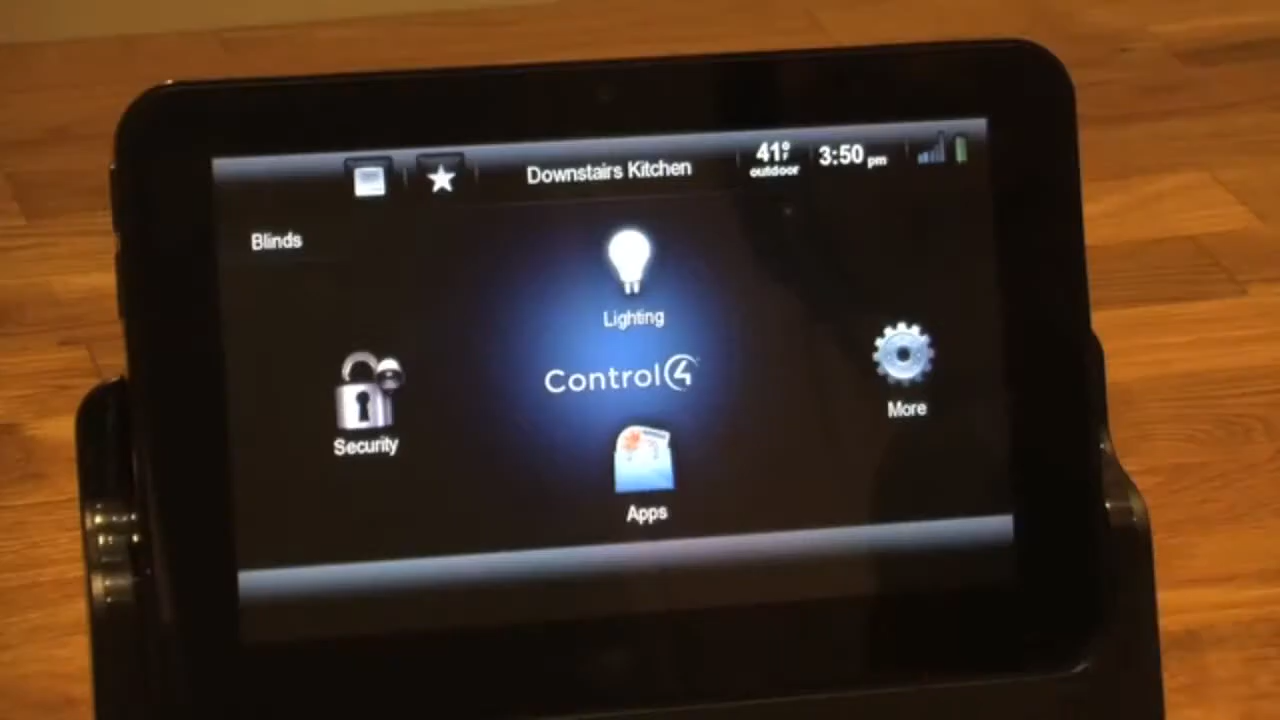 Downstairs Kitchen
41°F
outdoor
3:50 pm
Blinds
Lighting
Control4
Security
More
Apps